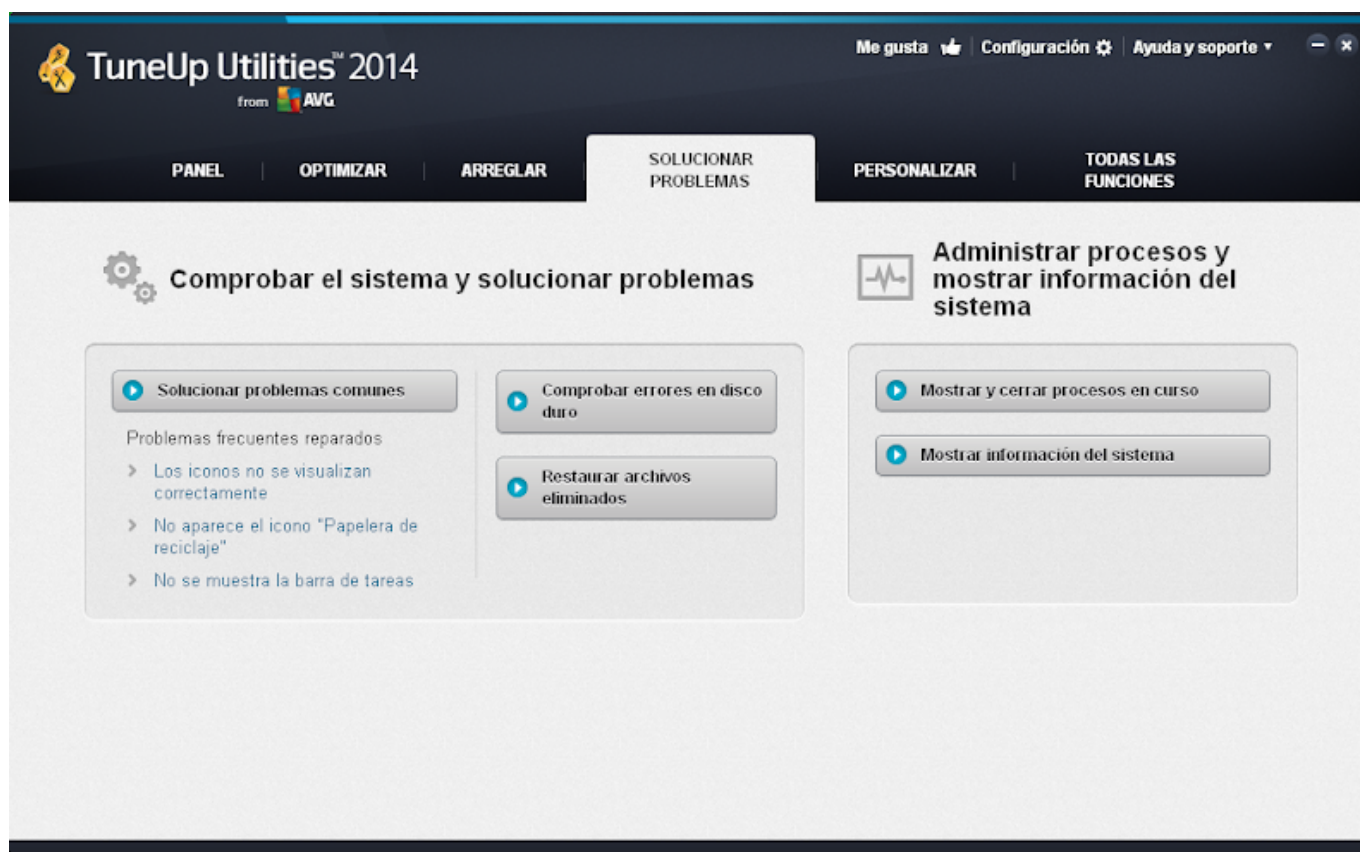 TuneUp Utilities™ 2014
from AVG
Me gusta
Configuración
Ayuda y soporte
PANEL
OPTIMIZAR
ARREGLAR
SOLUCIONAR
PROBLEMAS
PERSONALIZAR
TODAS LAS
FUNCIONES
Comprobar el sistema y solucionar problemas
Solucionar problemas comunes
Problemas frecuentes reparados
Los iconos no se visualizan
correctamente
No aparece el icono "Papelera de
reciclaje"
No se muestra la barra de tareas
Comprobar errores en disco
duro
Restaurar archivos
eliminados
Administrar procesos y
mostrar información del
sistema
Mostrar y cerrar procesos en curso
Mostrar información del sistema